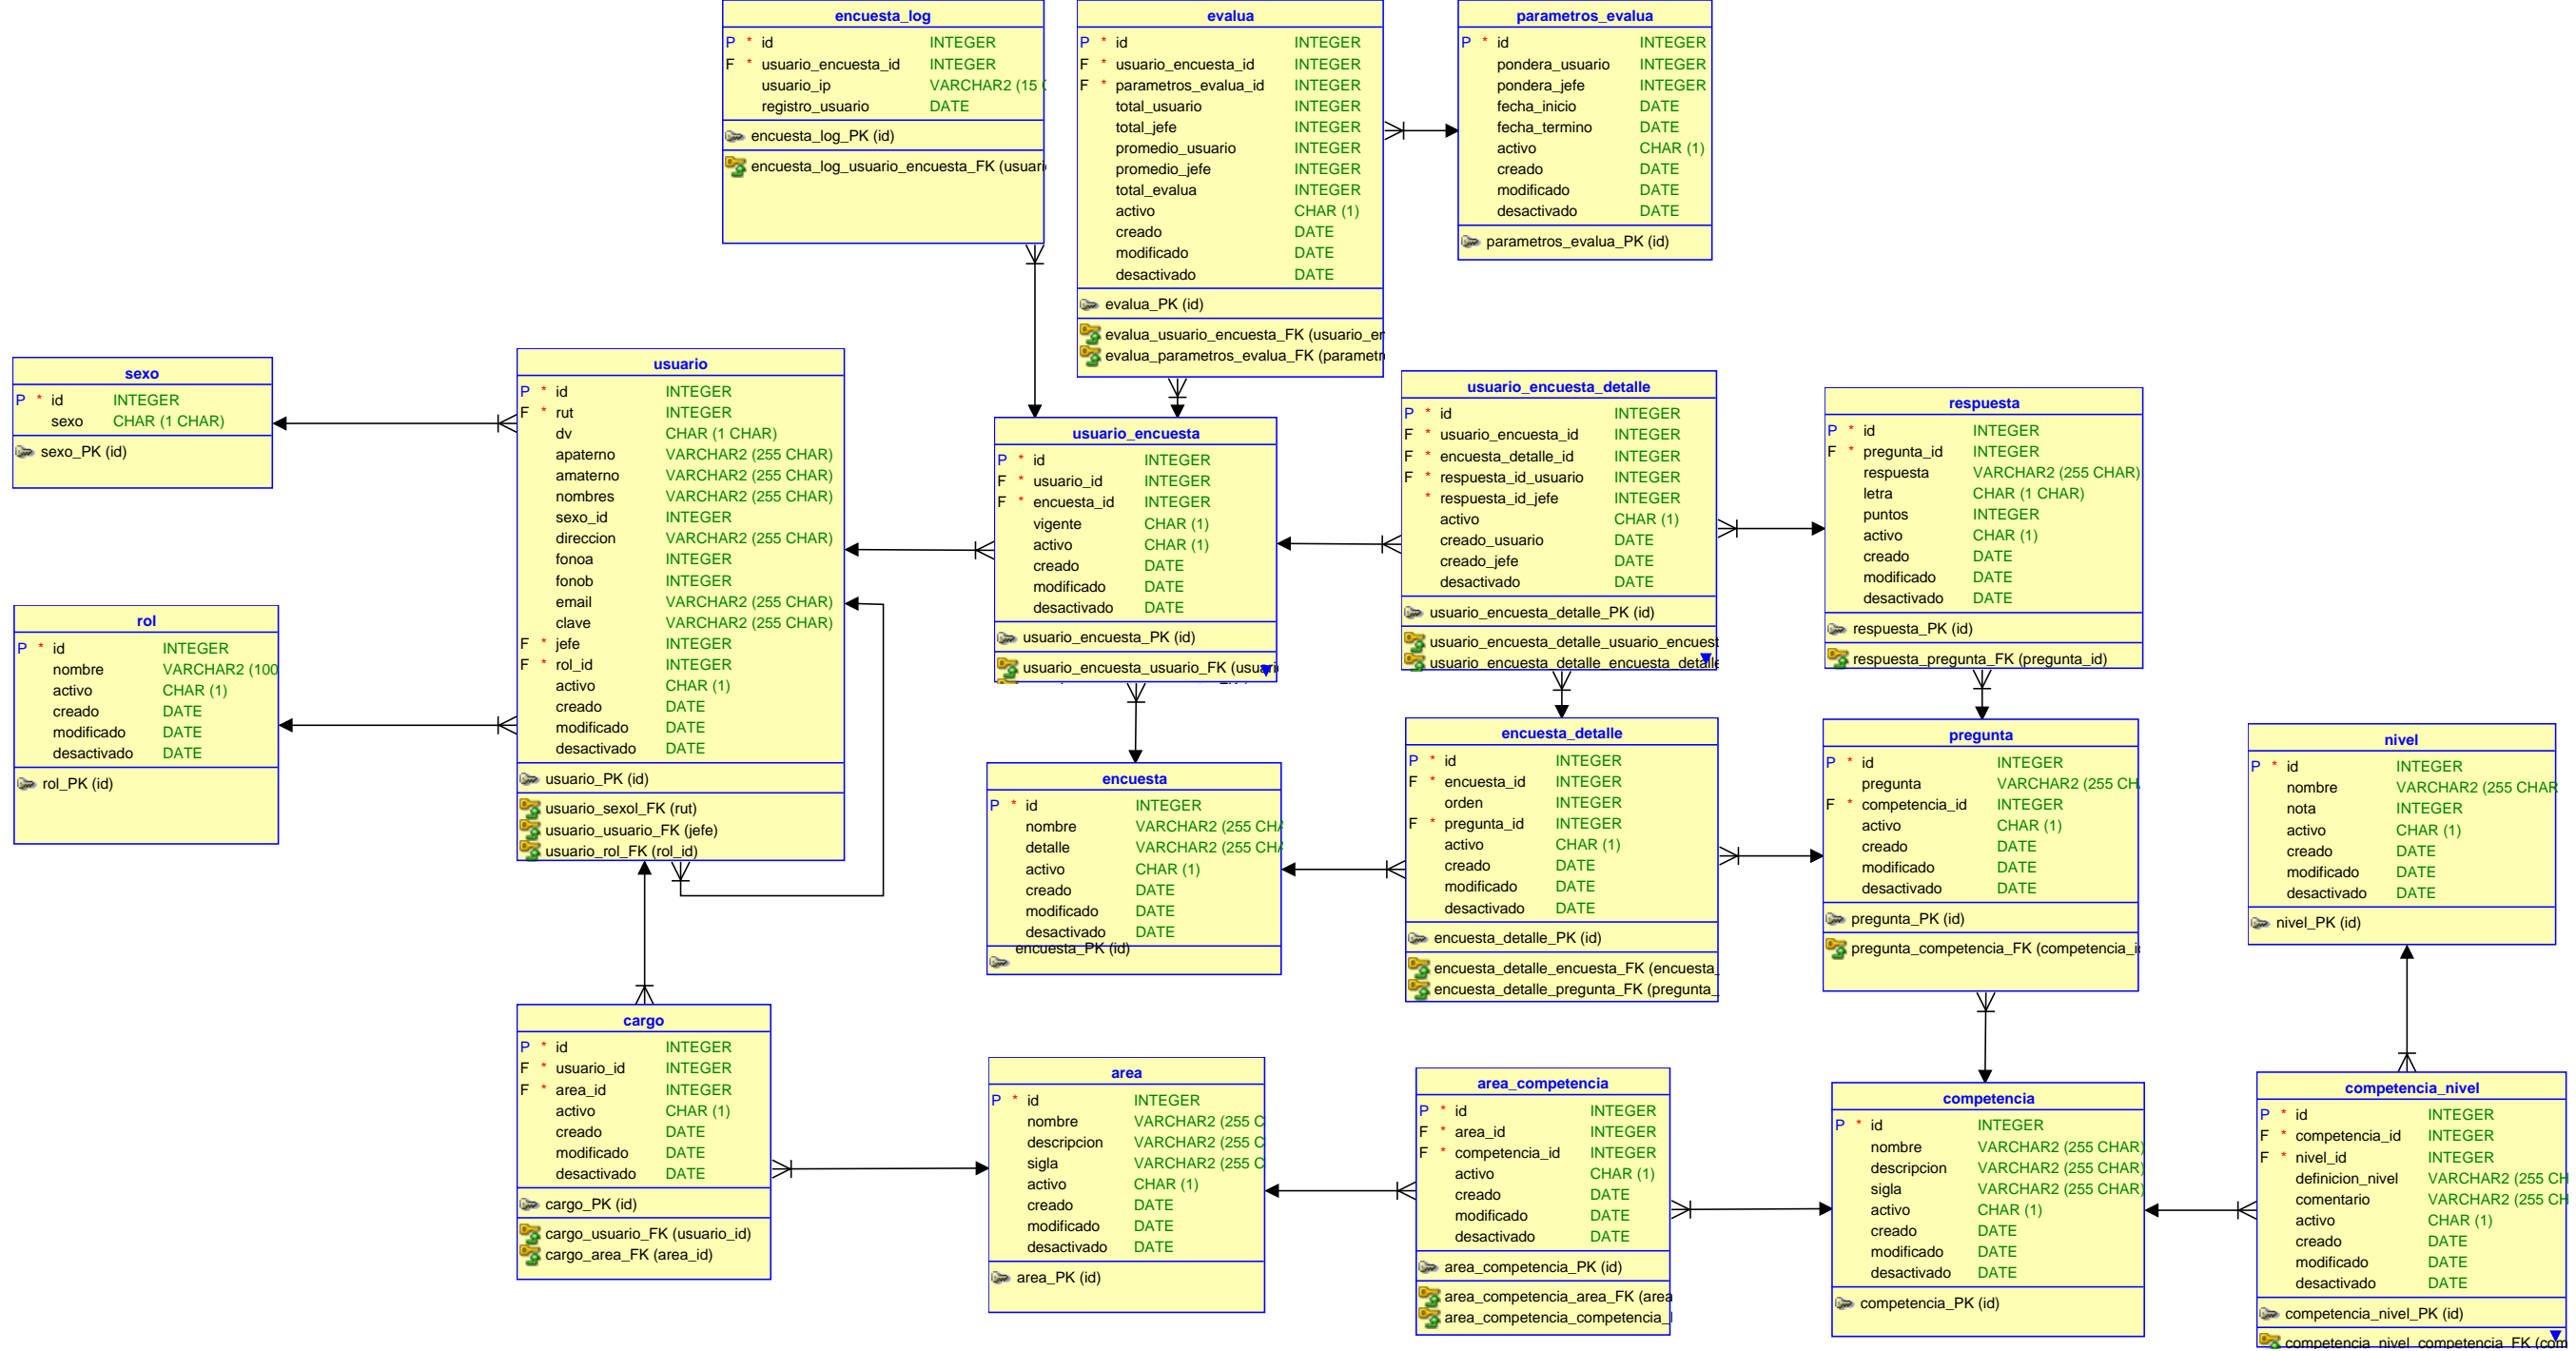 encuesta_log
P * id INTEGER
F * usuario_encuesta_id INTEGER
usuario_ip VARCHAR2 (15
registro_usuario DATE
encuesta_log_PK (id)
encuesta_log_usuario_encuesta_FK (usuari
evalua
P * id INTEGER
F * usuario_encuesta_id INTEGER
F * parametros_evalua_id INTEGER
total_usuario INTEGER
total_jefe INTEGER
promedio_usuario INTEGER
promedio_jefe INTEGER
total_evalua INTEGER
activo CHAR (1)
creado DATE
modificado DATE
desactivado DATE
evalua_PK (id)
evalua_usuario_encuesta_FK (usuario_er
evalua_parametros_evalua_FK (parametr
parametros_evalua
P * id INTEGER
pondera_usuario INTEGER
pondera_jefe INTEGER
fecha_inicio DATE
fecha_termino DATE
activo CHAR (1)
creado DATE
modificado DATE
desactivado DATE
parametros_evalua_PK (id)
sexo
P * id INTEGER
sexo CHAR (1 CHAR)
sexo_PK (id)
usuario
P * id INTEGER
F * rut INTEGER
dv CHAR (1 CHAR)
apaterno VARCHAR2 (255 CHAR)
amaterno VARCHAR2 (255 CHAR)
nombres VARCHAR2 (255 CHAR)
sexo_id INTEGER
direccion VARCHAR2 (255 CHAR)
fonoa INTEGER
fonob INTEGER
email VARCHAR2 (255 CHAR)
clave VARCHAR2 (255 CHAR)
F * jefe INTEGER
F * rol_id INTEGER
activo CHAR (1)
creado DATE
modificado DATE
desactivado DATE
usuario_PK (id)
usuario_sexol_FK (rut)
usuario_usuario_FK (jefe)
usuario_rol_FK (rol_id)
usuario_encuesta
P * id INTEGER
F * usuario_id INTEGER
F * encuesta_id INTEGER
vigente CHAR (1)
activo CHAR (1)
creado DATE
modificado DATE
desactivado DATE
usuario_encuesta_PK (id)
usuario_encuesta_usuario_FK (usuari
usuario_encuesta_detalle
P * id INTEGER
F * usuario_encuesta_id INTEGER
F * encuesta_detalle_id INTEGER
F * respuesta_id_usuario INTEGER
* respuesta_id_jefe INTEGER
activo CHAR (1)
creado_usuario DATE
creado_jefe DATE
desactivado DATE
usuario_encuesta_detalle_PK (id)
usuario_encuesta_detalle_usuario_encuest
usuario_encuesta_detalle_encuesta_detalle
respuesta
P * id INTEGER
F * pregunta_id INTEGER
respuesta VARCHAR2 (255 CHAR)
letra CHAR (1 CHAR)
puntos INTEGER
activo CHAR (1)
creado DATE
modificado DATE
desactivado DATE
respuesta_PK (id)
respuesta_pregunta_FK (pregunta_id)
rol
P * id INTEGER
nombre VARCHAR2 (100
activo CHAR (1)
creado DATE
modificado DATE
desactivado DATE
rol_PK (id)
encuesta
P * id INTEGER
nombre VARCHAR2 (255 CHA
detalle VARCHAR2 (255 CHA
activo CHAR (1)
creado DATE
modificado DATE
desactivado DATE
encuesta_PK (id)
encuesta_detalle
P * id INTEGER
F * encuesta_id INTEGER
orden INTEGER
F * pregunta_id INTEGER
activo CHAR (1)
creado DATE
modificado DATE
desactivado DATE
encuesta_detalle_PK (id)
encuesta_detalle_encuesta_FK (encuesta_
encuesta_detalle_pregunta_FK (pregunta_
pregunta
P * id INTEGER
pregunta VARCHAR2 (255 CH
F * competencia_id INTEGER
activo CHAR (1)
creado DATE
modificado DATE
desactivado DATE
pregunta_PK (id)
pregunta_competencia_FK (competencia_i
nivel
P * id INTEGER
nombre VARCHAR2 (255 CHAR
nota INTEGER
activo CHAR (1)
creado DATE
modificado DATE
desactivado DATE
nivel_PK (id)
cargo
P * id INTEGER
F * usuario_id INTEGER
F * area_id INTEGER
activo CHAR (1)
creado DATE
modificado DATE
desactivado DATE
cargo_PK (id)
cargo_usuario_FK (usuario_id)
cargo_area_FK (area_id)
area
P * id INTEGER
nombre VARCHAR2 (255 C
descripcion VARCHAR2 (255 C
sigla VARCHAR2 (255 C
activo CHAR (1)
creado DATE
modificado DATE
desactivado DATE
area_PK (id)
area_competencia
P * id INTEGER
F * area_id INTEGER
F * competencia_id INTEGER
activo CHAR (1)
creado DATE
modificado DATE
desactivado DATE
area_competencia_PK (id)
area_competencia_area_FK (area
area_competencia_competencia_
competencia
P * id INTEGER
nombre VARCHAR2 (255 CHAR)
descripcion VARCHAR2 (255 CHAR)
sigla VARCHAR2 (255 CHAR)
activo CHAR (1)
creado DATE
modificado DATE
desactivado DATE
competencia_PK (id)
competencia_nivel
P * id INTEGER
F * competencia_id INTEGER
F * nivel_id INTEGER
definicion_nivel VARCHAR2 (255 CH
comentario VARCHAR2 (255 CH
activo CHAR (1)
creado DATE
modificado DATE
desactivado DATE
competencia_nivel_PK (id)
competencia_nivel_competencia_FK (com